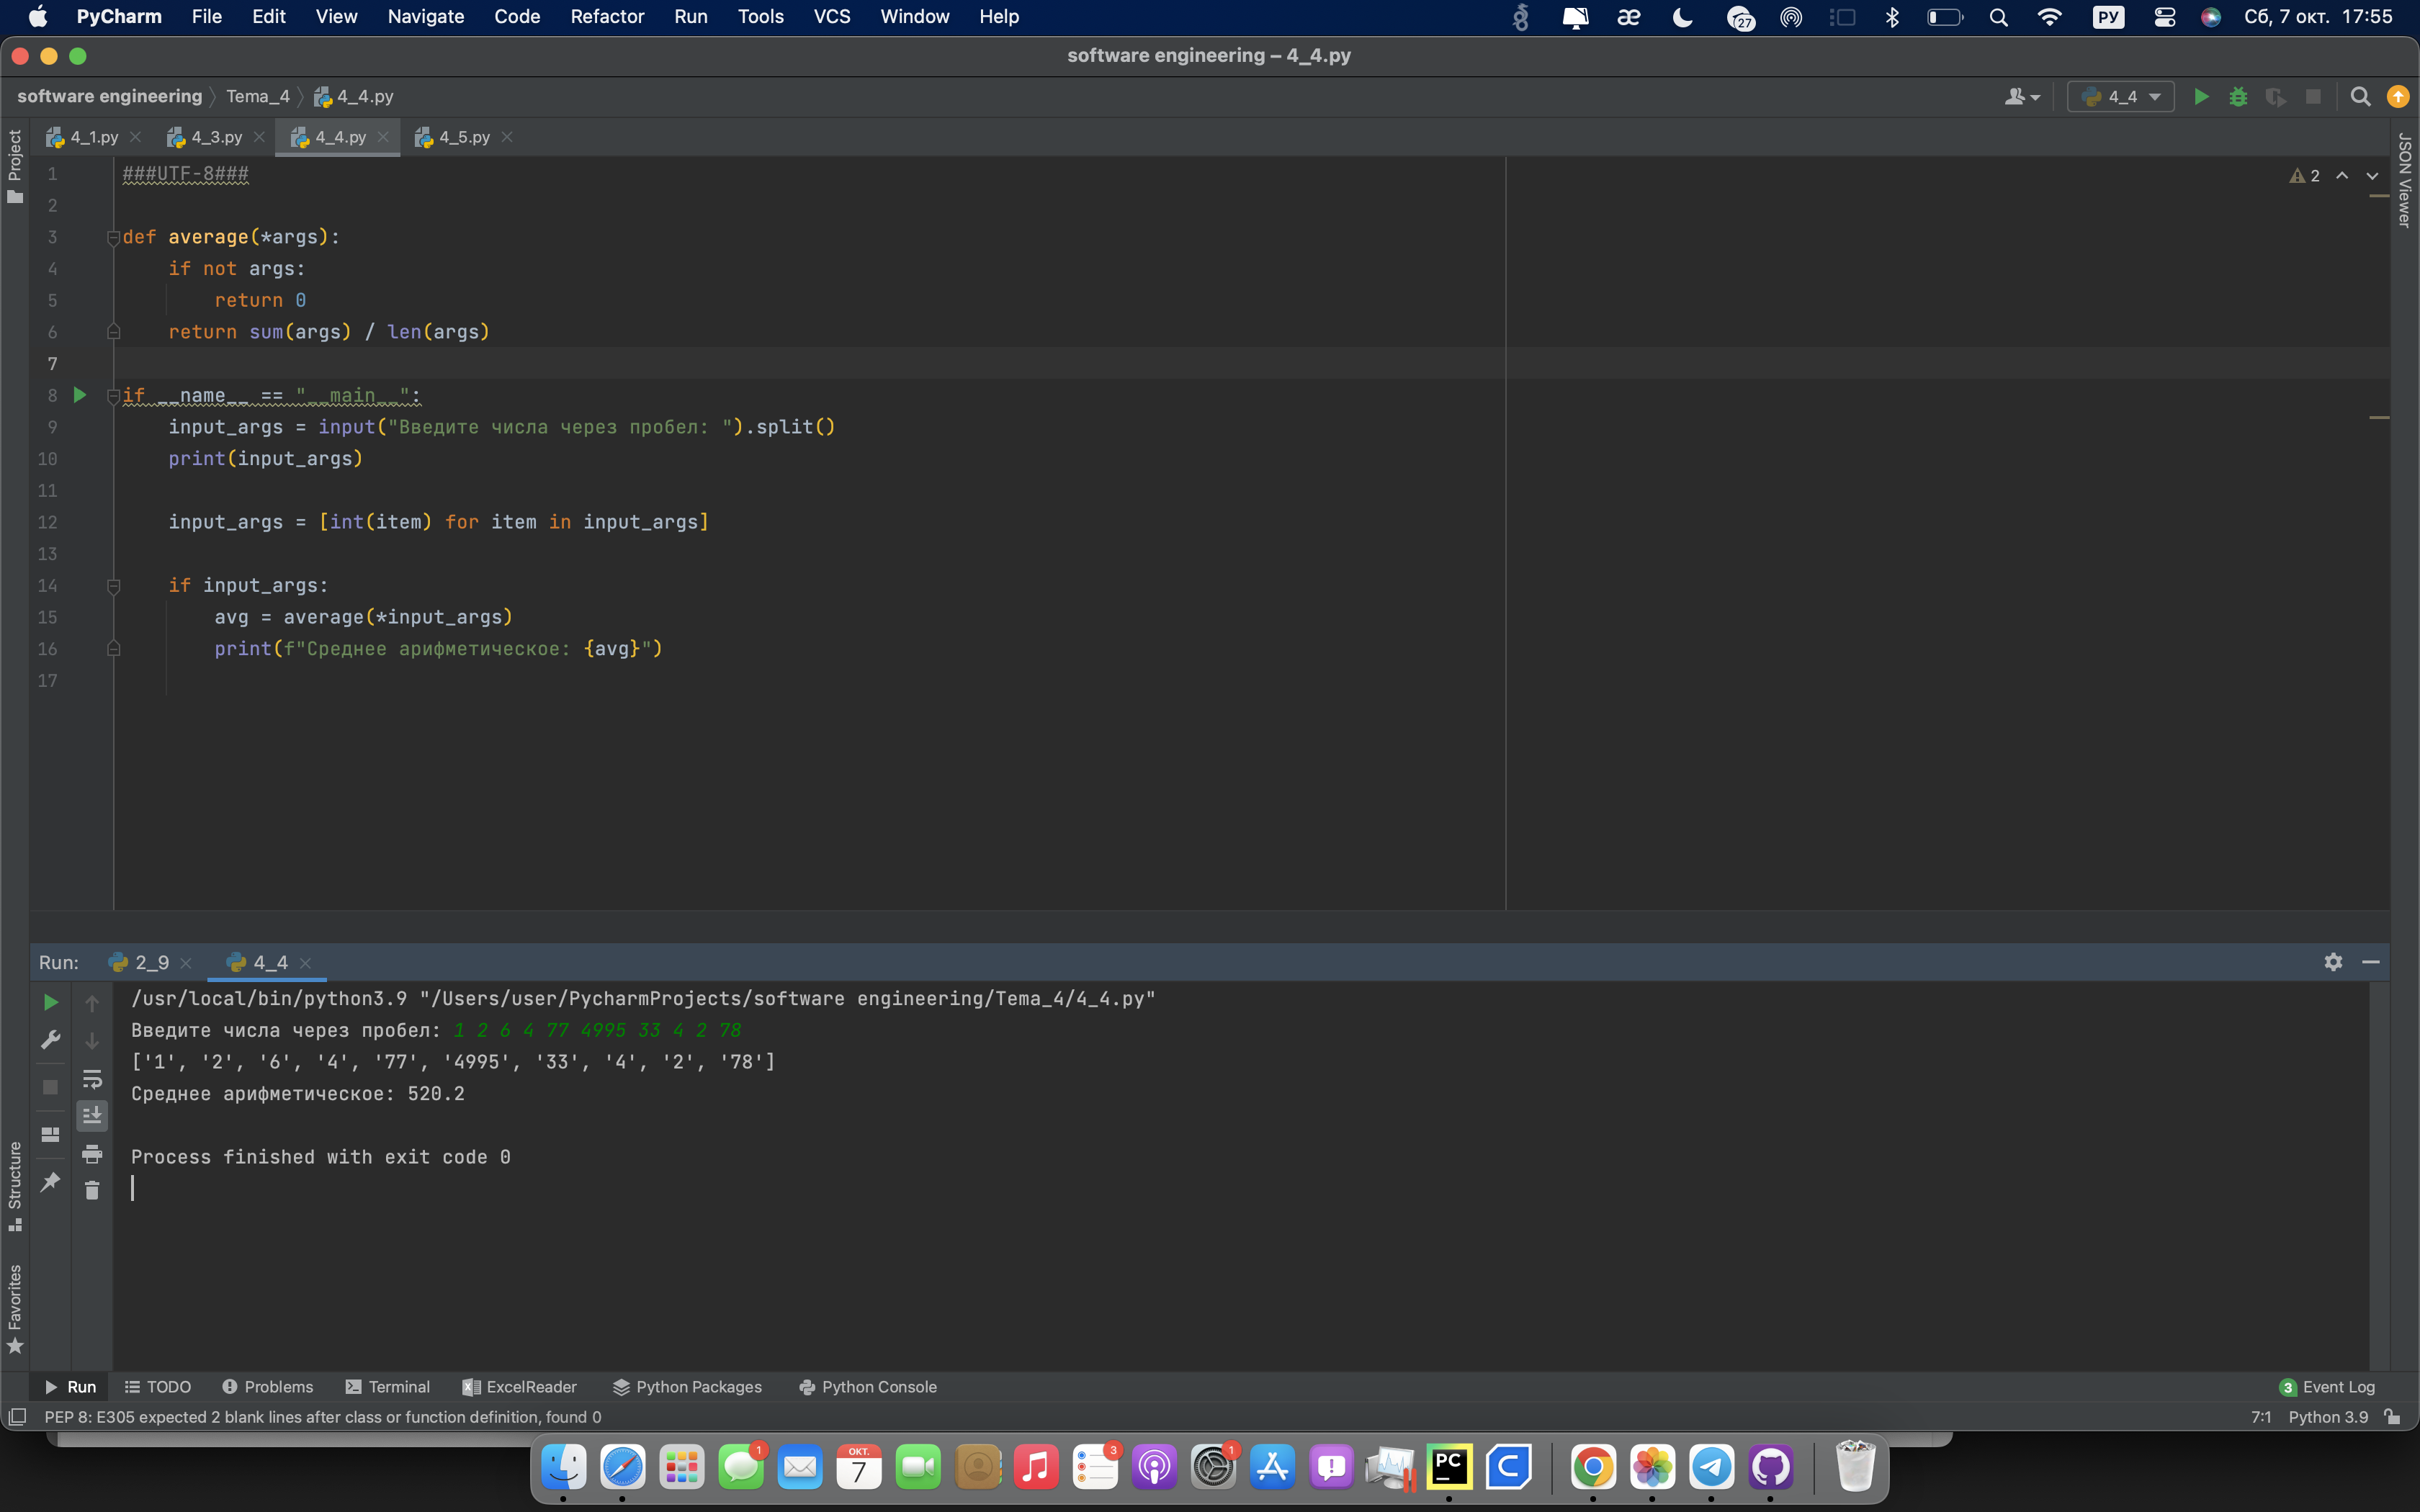 PyCharm File Edit View Navigate Code Refactor Run Tools VCS Window Help 27 РУ Сб, 7 окт. 17:55
software engineering – 4_4.py
software engineering Tema_4 4_4.py 4_4
4_1.py 4_3.py 4_4.py 4_5.py
Project
JSON Viewer
2
1 ###UTF-8###
2
3 def average(*args):
4 if not args:
5 return 0
6 return sum(args) / len(args)
7
8 if __name__ == "__main__":
9 input_args = input("Введите числа через пробел: ").split()
10 print(input_args)
11
12 input_args = [int(item) for item in input_args]
13
14 if input_args:
15 avg = average(*input_args)
16 print(f"Среднее арифметическое: {avg}")
17
Run: 2_9 4_4
/usr/local/bin/python3.9 "/Users/user/PycharmProjects/software engineering/Tema_4/4_4.py"
Введите числа через пробел: 1 2 6 4 77 4995 33 4 2 78
['1', '2', '6', '4', '77', '4995', '33', '4', '2', '78']
Среднее арифметическое: 520.2
Process finished with exit code 0
Structure
Favorites
Run TODO Problems Terminal ExcelReader Python Packages Python Console 3 Event Log
PEP 8: E305 expected 2 blank lines after class or function definition, found 0 7:1 Python 3.9
1 ОКТ. 7 3 1 PC